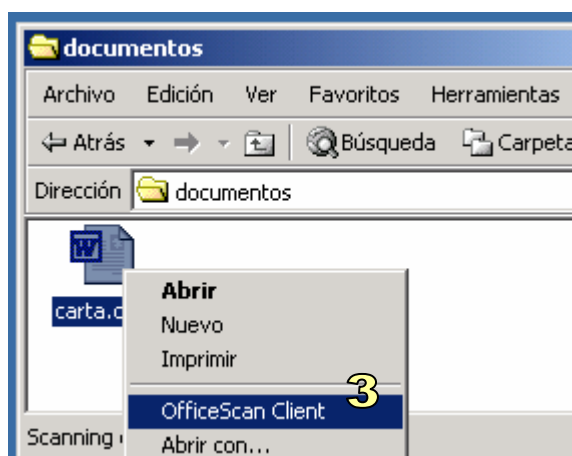 documentos
Archivo Edición Ver Favoritos Herramientas
Atrás Búsqueda Carpeta
Dirección documentos
carta.
Abrir
Nuevo
Imprimir
3
OfficeScan Client
Scanning
Abrir con...